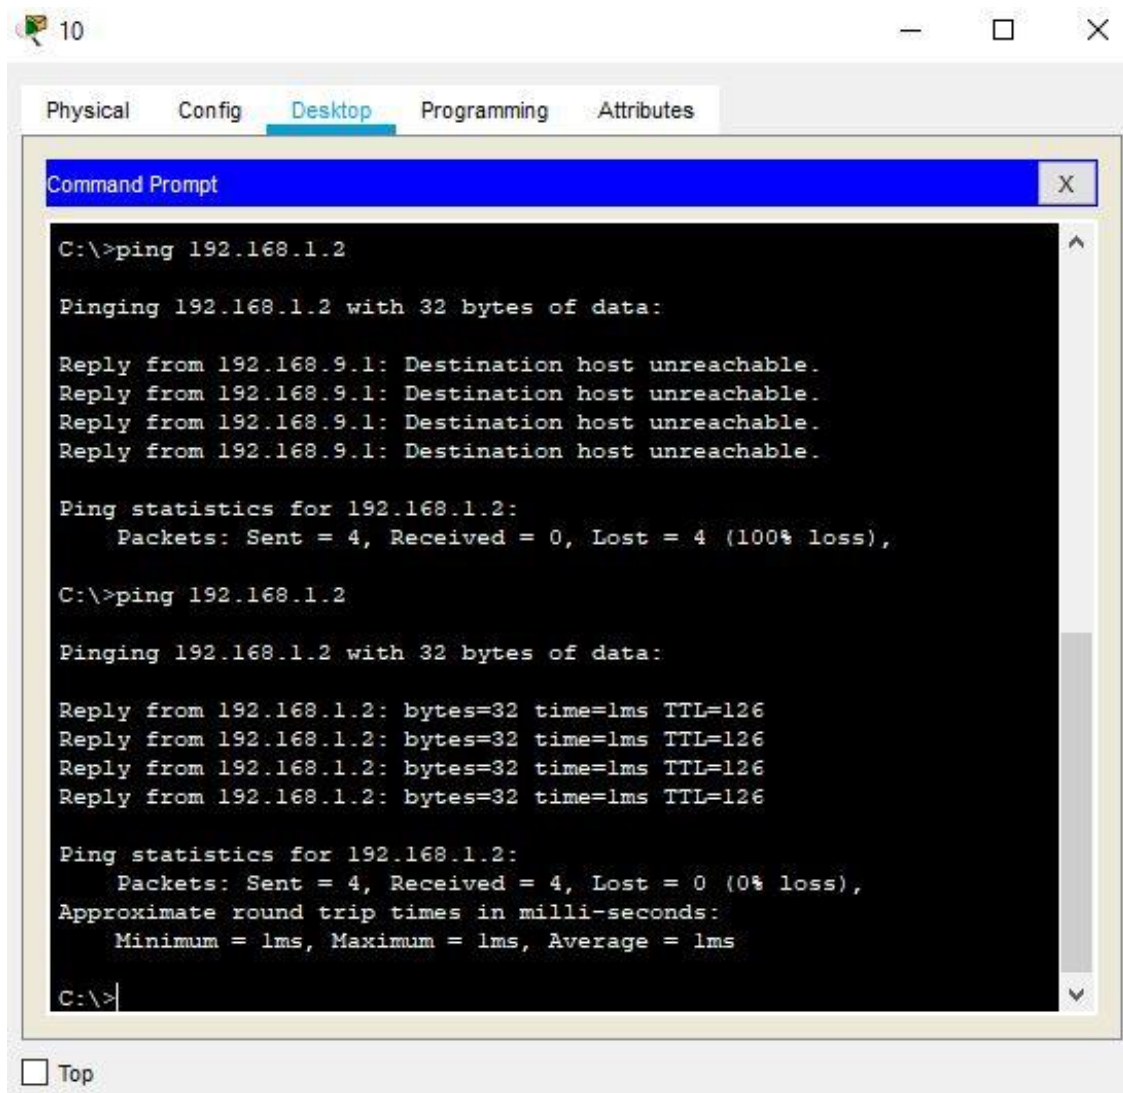 10
Physical Config Desktop Programming Attributes
Command Prompt X
C:\>ping 192.168.1.2
Pinging 192.168.1.2 with 32 bytes of data:
Reply from 192.168.9.1: Destination host unreachable.
Reply from 192.168.9.1: Destination host unreachable.
Reply from 192.168.9.1: Destination host unreachable.
Reply from 192.168.9.1: Destination host unreachable.
Ping statistics for 192.168.1.2:
Packets: Sent = 4, Received = 0, Lost = 4 (100% loss),
C:\>ping 192.168.1.2
Pinging 192.168.1.2 with 32 bytes of data:
Reply from 192.168.1.2: bytes=32 time=1ms TTL=126
Reply from 192.168.1.2: bytes=32 time=1ms TTL=126
Reply from 192.168.1.2: bytes=32 time=1ms TTL=126
Reply from 192.168.1.2: bytes=32 time=1ms TTL=126
Ping statistics for 192.168.1.2:
Packets: Sent = 4, Received = 4, Lost = 0 (0% loss),
Approximate round trip times in milli-seconds:
Minimum = 1ms, Maximum = 1ms, Average = 1ms
C:\>
Top